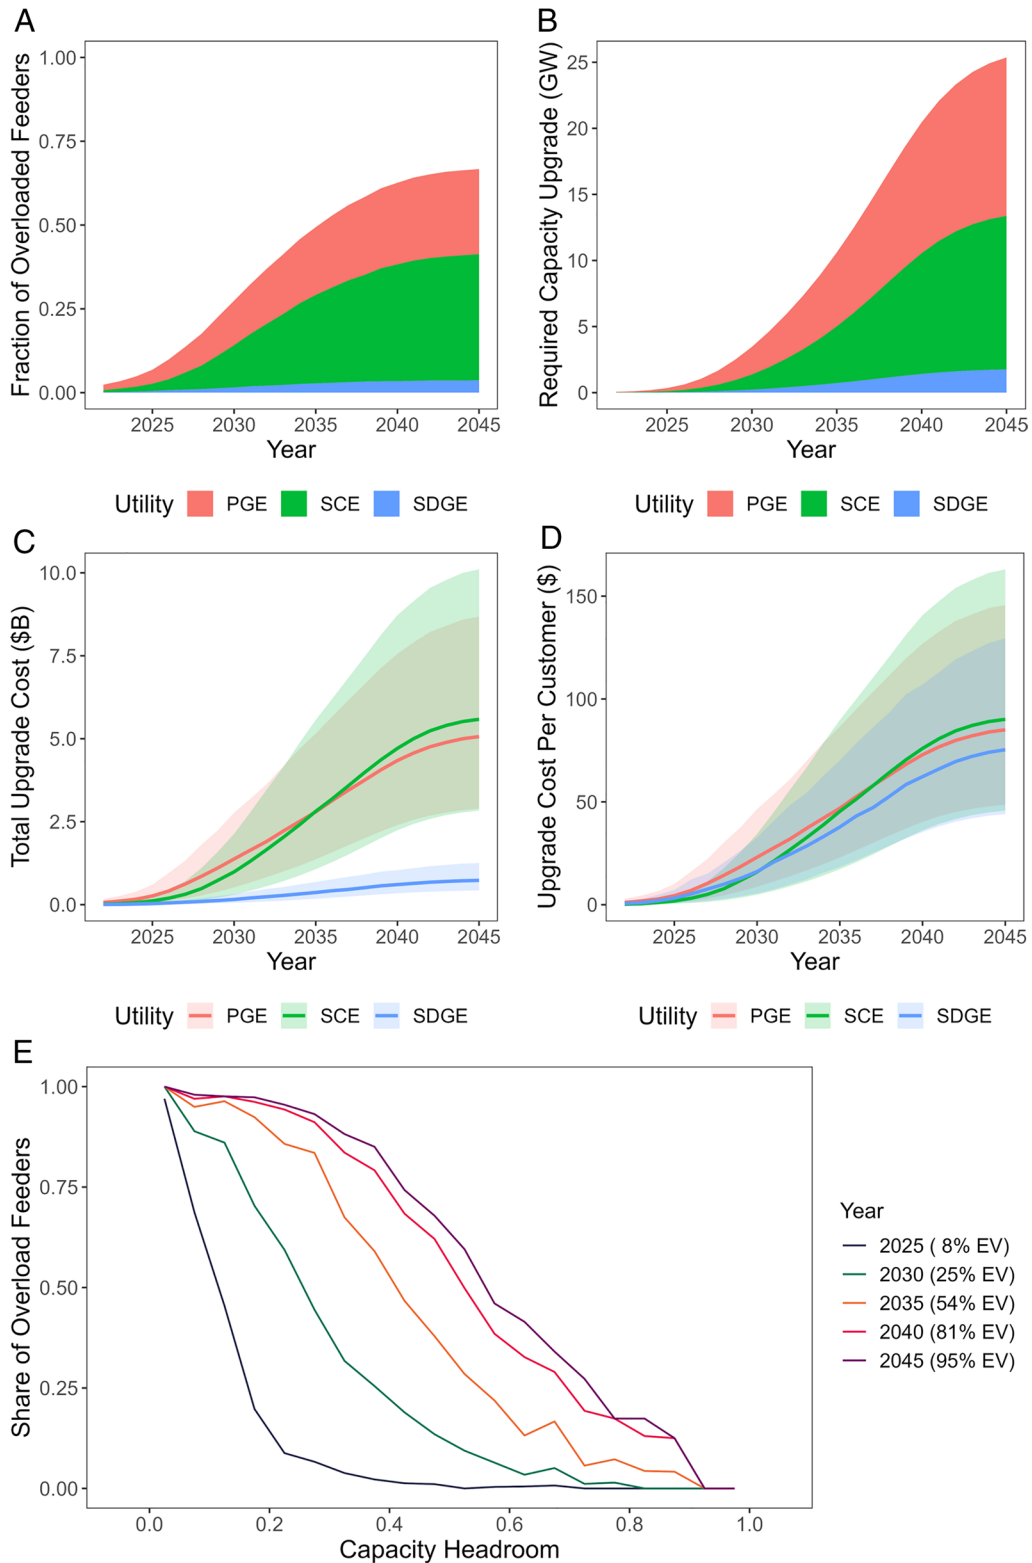 A
Fraction of Overloaded Feeders
1.00
0.75
0.50
0.25
0.00
2025 2030 2035 2040 2045
Year
Utility PGE SCE SDGE
B
Required Capacity Upgrade (GW)
25
20
15
10
5
0
2025 2030 2035 2040 2045
Year
Utility PGE SCE SDGE
C
Total Upgrade Cost ($B)
10.0
7.5
5.0
2.5
0.0
2025 2030 2035 2040 2045
Year
Utility PGE SCE SDGE
D
Upgrade Cost Per Customer ($)
150
100
50
0
2025 2030 2035 2040 2045
Year
Utility PGE SCE SDGE
E
Share of Overload Feeders
1.00
0.75
0.50
0.25
0.00
0.0 0.2 0.4 0.6 0.8 1.0
Capacity Headroom
Year
2025 ( 8% EV)
2030 (25% EV)
2035 (54% EV)
2040 (81% EV)
2045 (95% EV)